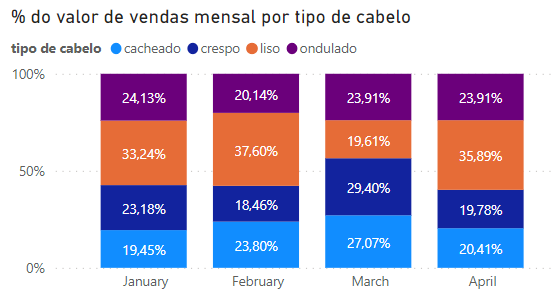 % do valor de vendas mensal por tipo de cabelo
tipo de cabelo cacheado crespo liso ondulado
100%
24,13% 20,14% 23,91% 23,91%
33,24% 37,60% 19,61% 35,89%
50%
23,18% 18,46% 29,40% 19,78%
19,45% 23,80% 27,07% 20,41%
0%
January February March April